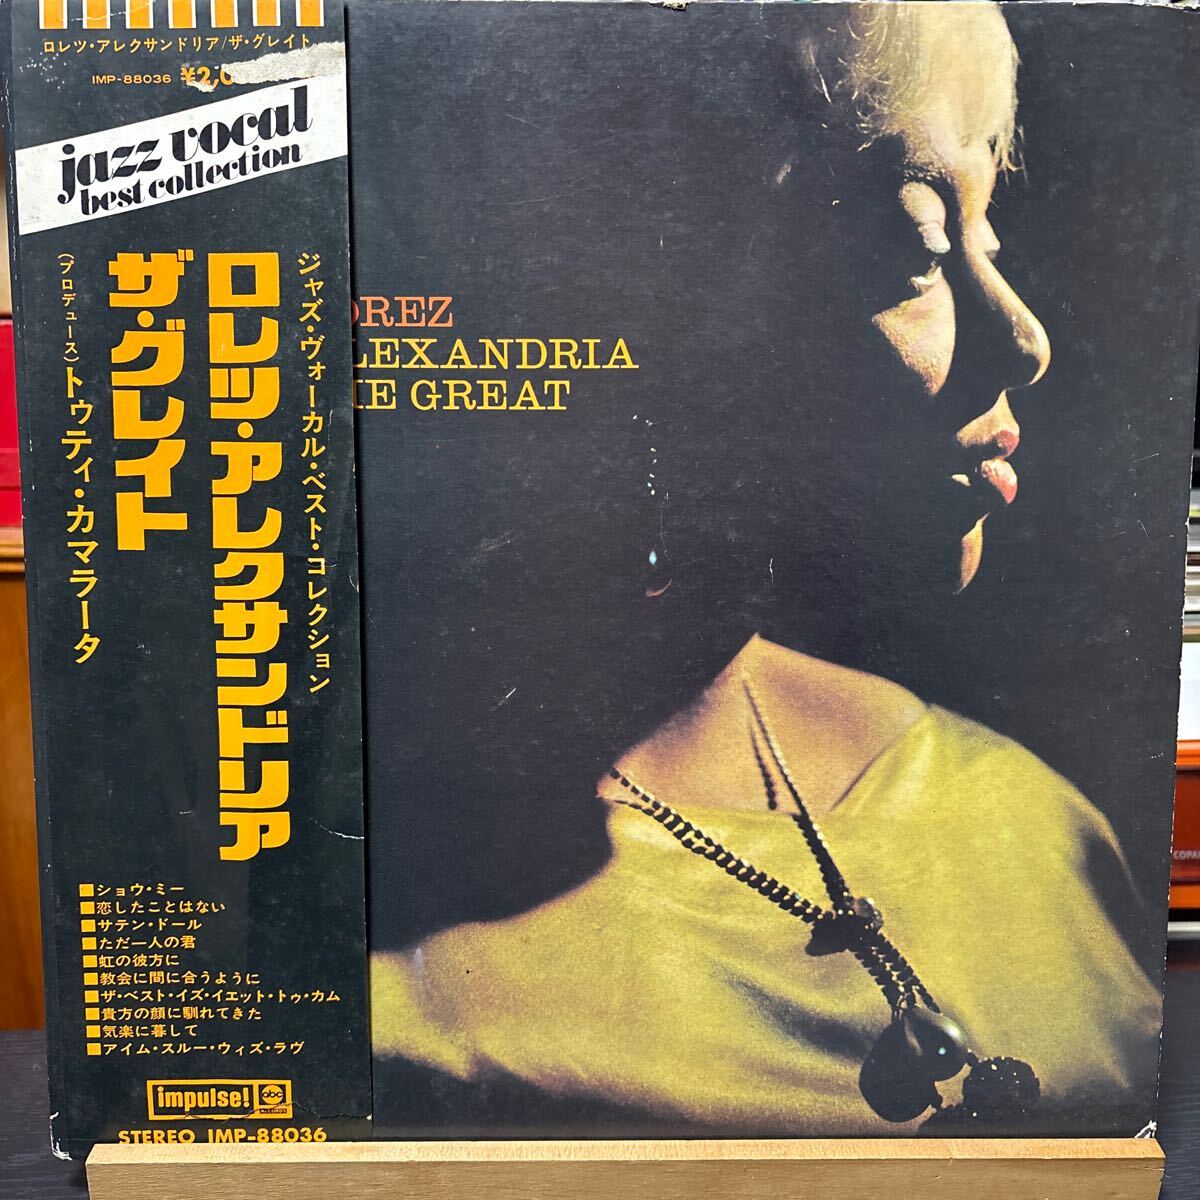 ロレツ・アレクサンドリア/ザ・グレイト
IMP-88036 ¥2,0
jazz vocal
best collection
ジャズ・ヴォーカル・ベスト・コレクション
ロレツ・アレクサンドリア
ザ・グレイト
(プロデュース)トゥティ・カマラータ
■ショウ・ミー
■恋したことはない
■サテン・ドール
■ただ一人の君
■虹の彼方に
■教会に間に合うように
■ザ・ベスト・イズ・イエット・トゥ・カム
■貴方の顔に馴れてきた
■気楽に暮して
■アイム・スルー・ウィズ・ラヴ
impulse! abc RECORDS
STEREO IMP-88036
OREZ
LEXANDRIA
HE GREAT
COPA